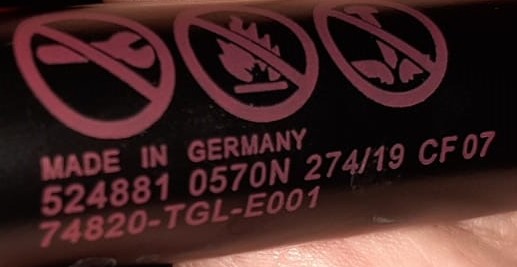 MADE IN GERMANY
524881 0570N 274/19 CF07
74820-TGL-E001